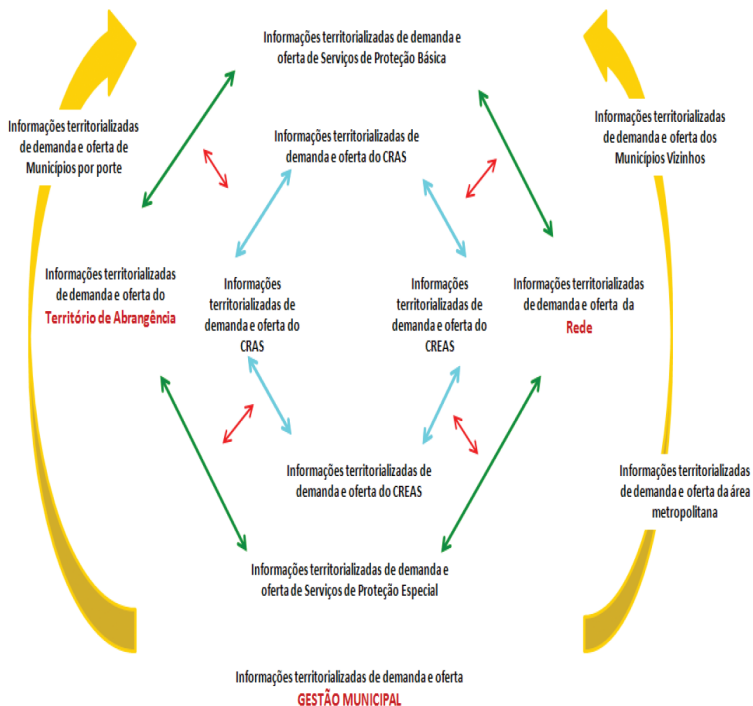 Informações territorializadas de demanda e
oferta de Serviços de Proteção Básica
Informações territorializadas
de demanda e oferta de
Municípios por porte
Informações territorializadas de
demanda e oferta do CRAS
Informações territorializadas
de demanda e oferta dos
Municípios Vizinhos
Informações territorializadas
de demanda e oferta do
Território de Abrangência
Informações
territorializadas de
demanda e oferta do
CRAS
Informações
territorializadas de
demanda e oferta do
CREAS
Informações territorializadas
de demanda e oferta da
Rede
Informações territorializadas de
demanda e oferta do CREAS
Informações territorializadas
de demanda e oferta da área
metropolitana
Informações territorializadas de demanda e
oferta de Serviços de Proteção Especial
Informações territorializadas de demanda e oferta
GESTÃO MUNICIPAL